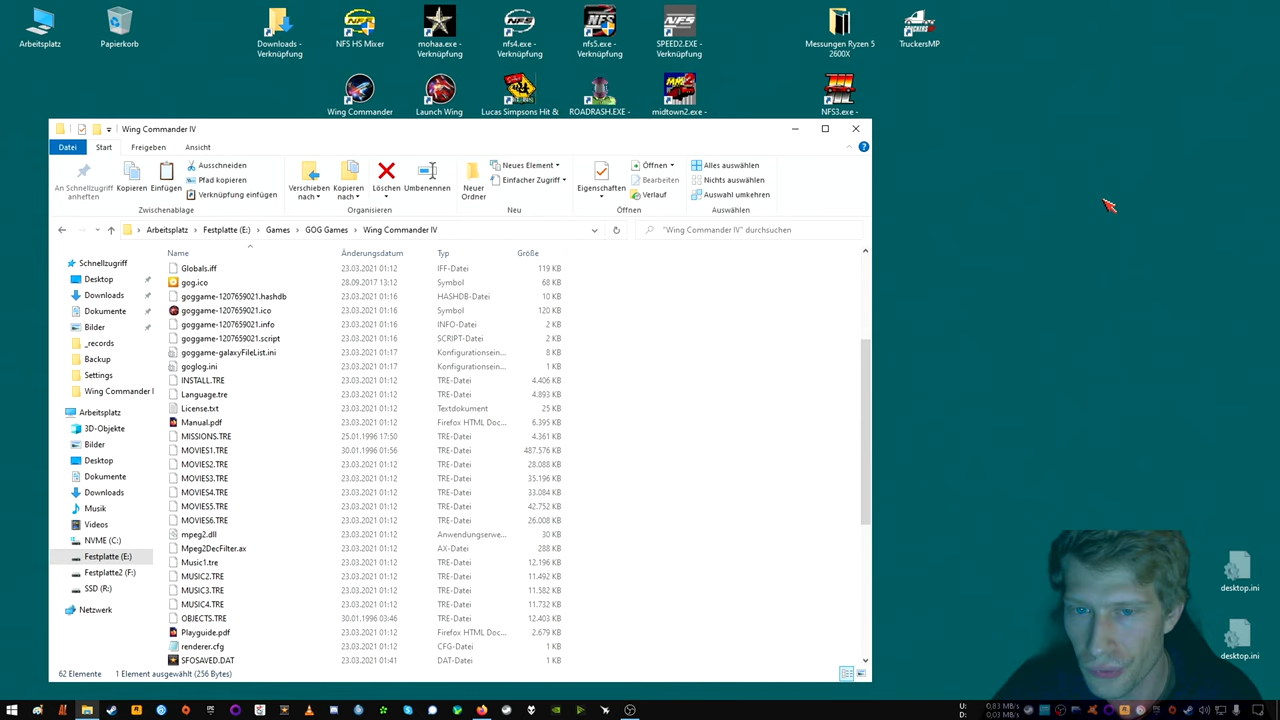 Arbeitsplatz
Papierkorb
Downloads -
Verknüpfung
NFS HS Mixer
mohaa.exe -
Verknüpfung
nfs4.exe -
Verknüpfung
nfs5.exe -
Verknüpfung
SPEED2.EXE -
Verknüpfung
Messungen Ryzen 5
2600X
TruckersMP
Wing Commander
Launch Wing
Lucas Simpsons Hit &
ROADRASH.EXE -
midtown2.exe -
NFS3.exe -
Wing Commander IV
Datei Start Freigeben Ansicht
An Schnellzugriff
anheften
Kopieren
Einfügen
Ausschneiden
Pfad kopieren
Verknüpfung einfügen
Zwischenablage
Verschieben
nach
Kopieren
nach
Löschen
Umbenennen
Organisieren
Neuer
Ordner
Neues Element
Einfacher Zugriff
Neu
Eigenschaften
Öffnen
Bearbeiten
Verlauf
Öffnen
Alles auswählen
Nichts auswählen
Auswahl umkehren
Auswählen
Arbeitsplatz > Festplatte (E:) > Games > GOG Games > Wing Commander IV
"Wing Commander IV" durchsuchen
Schnellzugriff
Desktop
Downloads
Dokumente
Bilder
_records
Backup
Settings
Wing Commander I
Arbeitsplatz
3D-Objekte
Bilder
Desktop
Dokumente
Downloads
Musik
Videos
NVME (C:)
Festplatte (E:)
Festplatte2 (F:)
SSD (R:)
Netzwerk
Name Änderungsdatum Typ Größe
Globals.iff 23.03.2021 01:12 IFF-Datei 119 KB
gog.ico 28.09.2017 13:12 Symbol 68 KB
goggame-1207659021.hashdb 23.03.2021 01:16 HASHDB-Datei 10 KB
goggame-1207659021.ico 23.03.2021 01:16 Symbol 120 KB
goggame-1207659021.info 23.03.2021 01:16 INFO-Datei 2 KB
goggame-1207659021.script 23.03.2021 01:16 SCRIPT-Datei 2 KB
goggame-galaxyFileList.ini 23.03.2021 01:17 Konfigurationsein... 8 KB
goglog.ini 23.03.2021 01:17 Konfigurationsein... 1 KB
INSTALL.TRE 23.03.2021 01:12 TRE-Datei 4.406 KB
Language.tre 23.03.2021 01:12 TRE-Datei 4.893 KB
License.txt 23.03.2021 01:12 Textdokument 25 KB
Manual.pdf 23.03.2021 01:12 Firefox HTML Doc... 6.395 KB
MISSIONS.TRE 25.01.1996 17:50 TRE-Datei 4.361 KB
MOVIES1.TRE 30.01.1996 01:56 TRE-Datei 487.576 KB
MOVIES2.TRE 23.03.2021 01:12 TRE-Datei 28.088 KB
MOVIES3.TRE 23.03.2021 01:12 TRE-Datei 35.196 KB
MOVIES4.TRE 23.03.2021 01:12 TRE-Datei 33.084 KB
MOVIES5.TRE 23.03.2021 01:12 TRE-Datei 42.752 KB
MOVIES6.TRE 23.03.2021 01:12 TRE-Datei 26.008 KB
mpeg2.dll 23.03.2021 01:12 Anwendungserwe... 30 KB
Mpeg2DecFilter.ax 23.03.2021 01:12 AX-Datei 288 KB
Music1.tre 23.03.2021 01:12 TRE-Datei 12.196 KB
MUSIC2.TRE 23.03.2021 01:12 TRE-Datei 11.492 KB
MUSIC3.TRE 23.03.2021 01:12 TRE-Datei 11.582 KB
MUSIC4.TRE 23.03.2021 01:12 TRE-Datei 11.732 KB
OBJECTS.TRE 30.01.1996 03:46 TRE-Datei 12.403 KB
Playguide.pdf 23.03.2021 01:12 Firefox HTML Doc... 2.679 KB
renderer.cfg 23.03.2021 01:12 CFG-Datei 1 KB
SFOSAVED.DAT 23.03.2021 01:41 DAT-Datei 1 KB
62 Elemente 1 Element ausgewählt (256 Bytes)
desktop.ini
desktop.ini
U: 0,83 MB/s
D: 0,03 MB/s